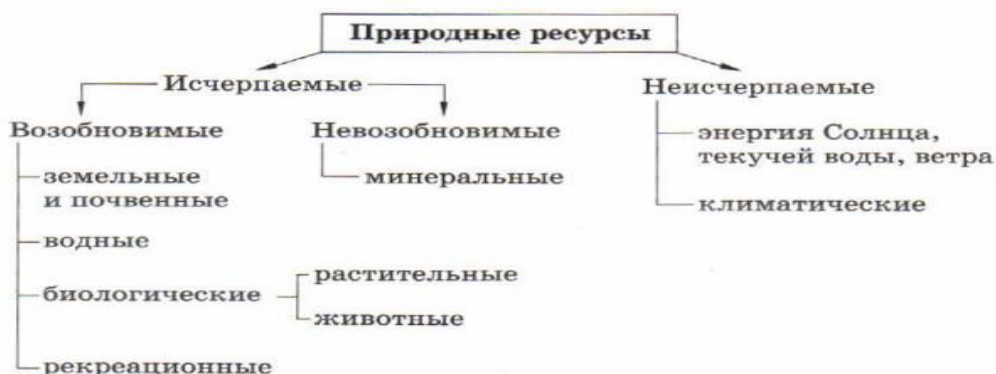 Природные ресурсы
Исчерпаемые
Неисчерпаемые
Возобновимые
Невозобновимые
энергия Солнца,
текучей воды, ветра
земельные
и почвенные
минеральные
климатические
водные
биологические
растительные
животные
рекреационные